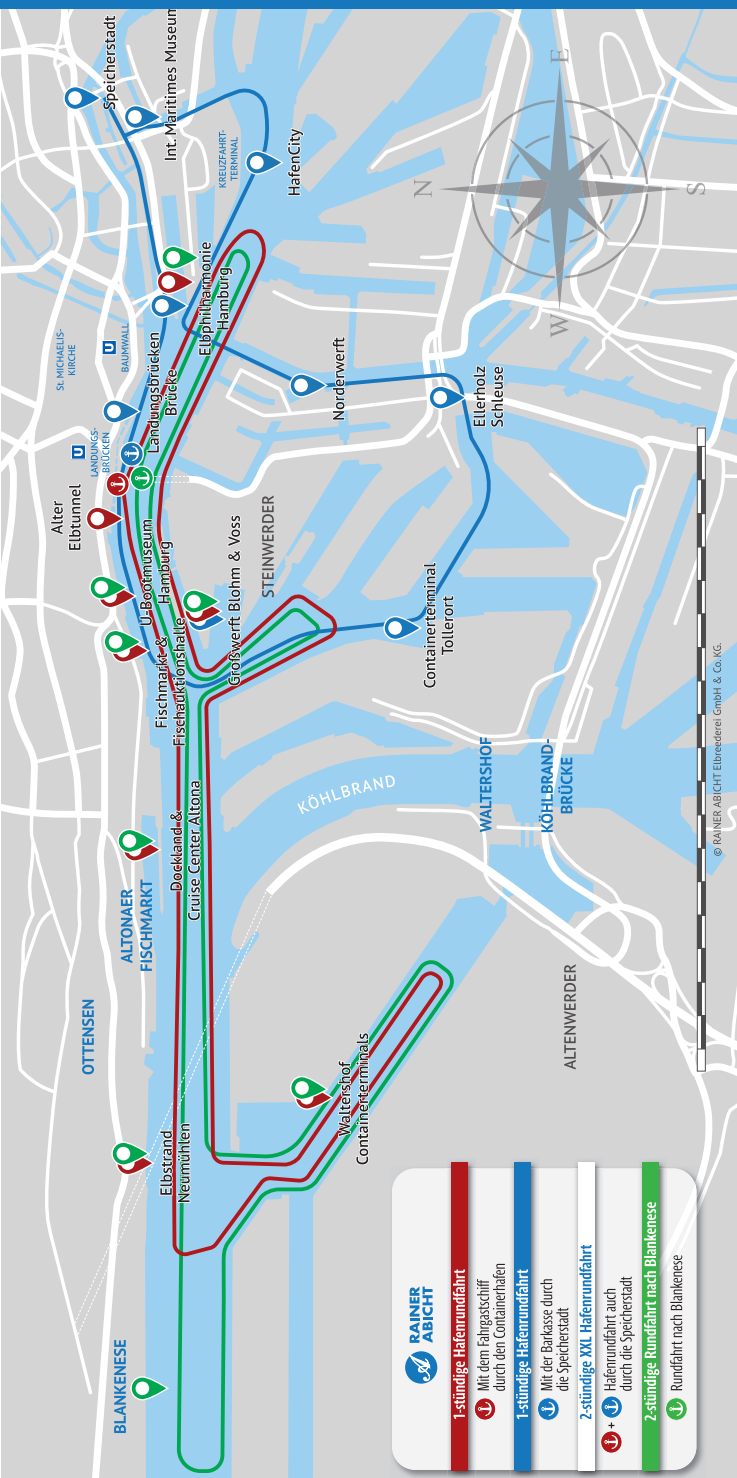 BLANKENESE
Elbstrand
Neumühlen
OTTENSEN
ALTONAER
FISCHMARKT
Dockland &
Cruise Center Altona
Fischmarkt &
Fischauktionshalle
U-Bootmuseum
Hamburg
Alter
Elbtunnel
U
LANDUNGS-
BRÜCKEN
Landungsbrücken
Brücke
St. MICHAELIS-
KIRCHE
U
BAUMWALL
Elbphilharmonie
Hamburg
Speicherstadt
Int. Maritimes Museum
KREUZFAHRT-
TERMINAL
HafenCity
Großwerft Blohm & Voss
STEINWERDER
Norderwerft
Ellerholz
Schleuse
Containerterminal
Tollerort
KÖHLBRAND
WALTERSHOF
KÖHLBRAND-
BRÜCKE
Waltershof
Containerterminals
ALTENWERDER
N
E
S
W
RAINER
ABICHT
1-stündige Hafenrundfahrt
Mit dem Fahrgastschiff
durch den Containerhafen
1-stündige Hafenrundfahrt
Mit der Barkasse durch
die Speicherstadt
2-stündige XXL Hafenrundfahrt
+
Hafenrundfahrt auch
durch die Speicherstadt
2-stündige Rundfahrt nach Blankenese
Rundfahrt nach Blankenese
© RAINER ABICHT Elbreederei GmbH & Co. KG.